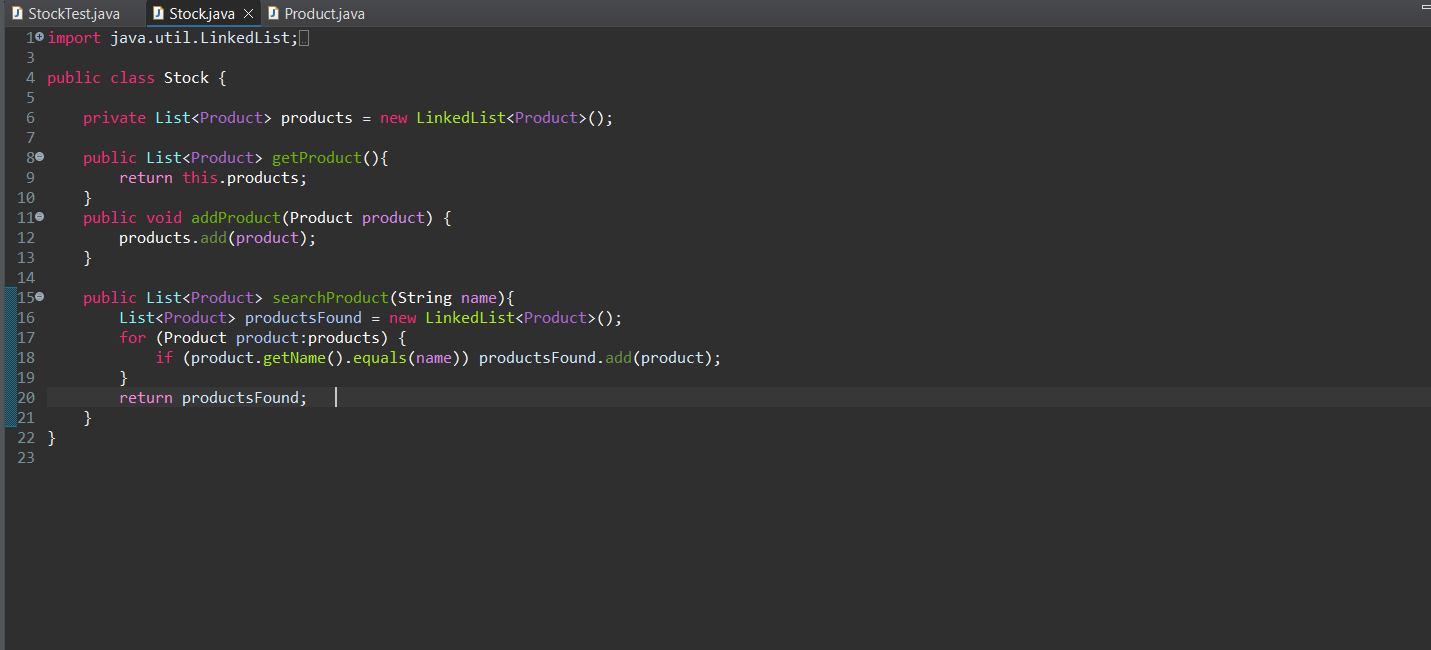 StockTest.java Stock.java Product.java
1 import java.util.LinkedList;
3
4 public class Stock {
5
6     private List<Product> products = new LinkedList<Product>();
7
8     public List<Product> getProduct(){
9         return this.products;
10     }
11     public void addProduct(Product product) {
12         products.add(product);
13     }
14
15     public List<Product> searchProduct(String name){
16         List<Product> productsFound = new LinkedList<Product>();
17         for (Product product:products) {
18             if (product.getName().equals(name)) productsFound.add(product);
19         }
20         return productsFound;
21     }
22 }
23